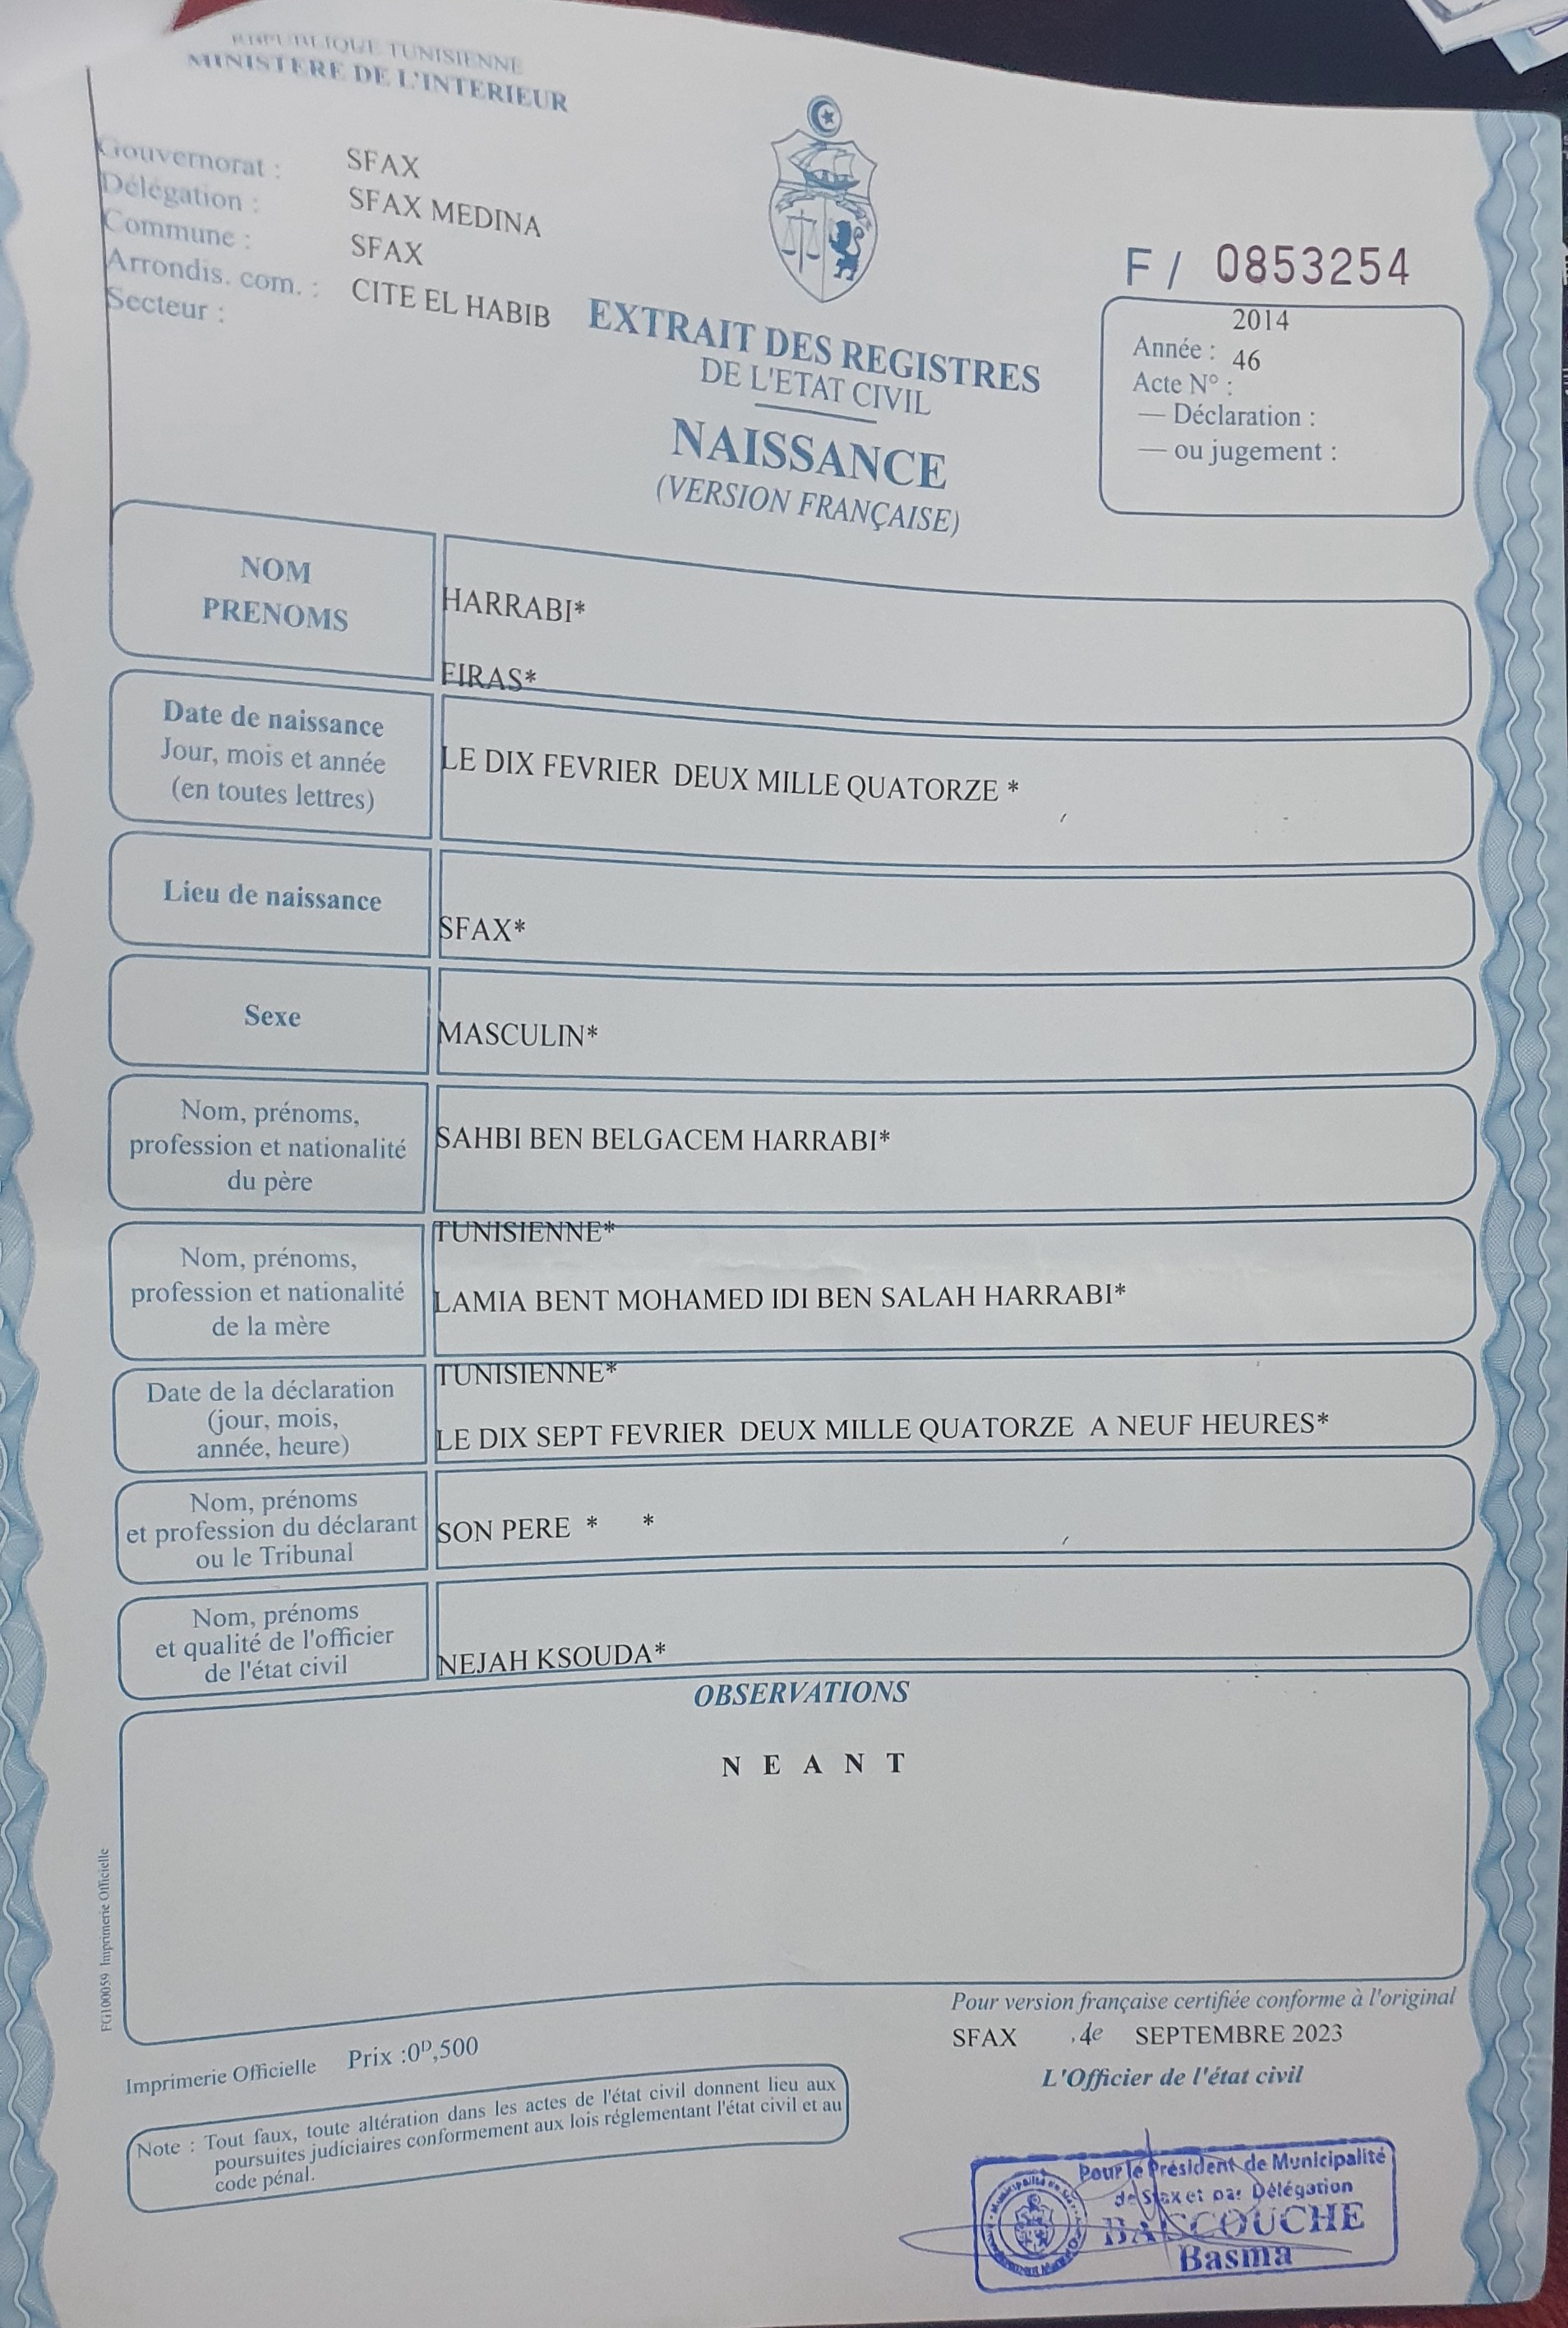 REPUBLIQUE TUNISIENNE
MINISTERE DE L'INTERIEUR
Gouvernorat : SFAX
Délégation : SFAX MEDINA
Commune : SFAX
Arrondis. com. : CITE EL HABIB
Secteur :
F / 0853254
2014
Année :
46
Acte N° :
— Déclaration :
— ou jugement :
EXTRAIT DES REGISTRES
DE L'ETAT CIVIL
NAISSANCE
(VERSION FRANÇAISE)
NOM
PRENOMS
HARRABI*
FIRAS*
Date de naissance
Jour, mois et année
(en toutes lettres)
LE DIX FEVRIER DEUX MILLE QUATORZE *
Lieu de naissance
SFAX*
Sexe
MASCULIN*
Nom, prénoms,
profession et nationalité
du père
SAHBI BEN BELGACEM HARRABI*
TUNISIENNE*
Nom, prénoms,
profession et nationalité
de la mère
LAMIA BENT MOHAMED IDI BEN SALAH HARRABI*
TUNISIENNE*
Date de la déclaration
(jour, mois,
année, heure)
LE DIX SEPT FEVRIER DEUX MILLE QUATORZE A NEUF HEURES*
Nom, prénoms
et profession du déclarant
ou le Tribunal
SON PERE * *
Nom, prénoms
et qualité de l'officier
de l'état civil
NEJAH KSOUDA*
OBSERVATIONS
N E A N T
EG100059 Imprimerie Officielle
Pour version française certifiée conforme à l'original
SFAX SEPTEMBRE 2023
L'Officier de l'état civil
Imprimerie Officielle Prix :0ᴰ,500
Note : Tout faux, toute altération dans les actes de l'état civil donnent lieu aux
poursuites judiciaires conformement aux lois réglementant l'état civil et au
code pénal.
Pour le Président de Municipalité
de Sfax et par Délégation
BACCOUCHE
Basma